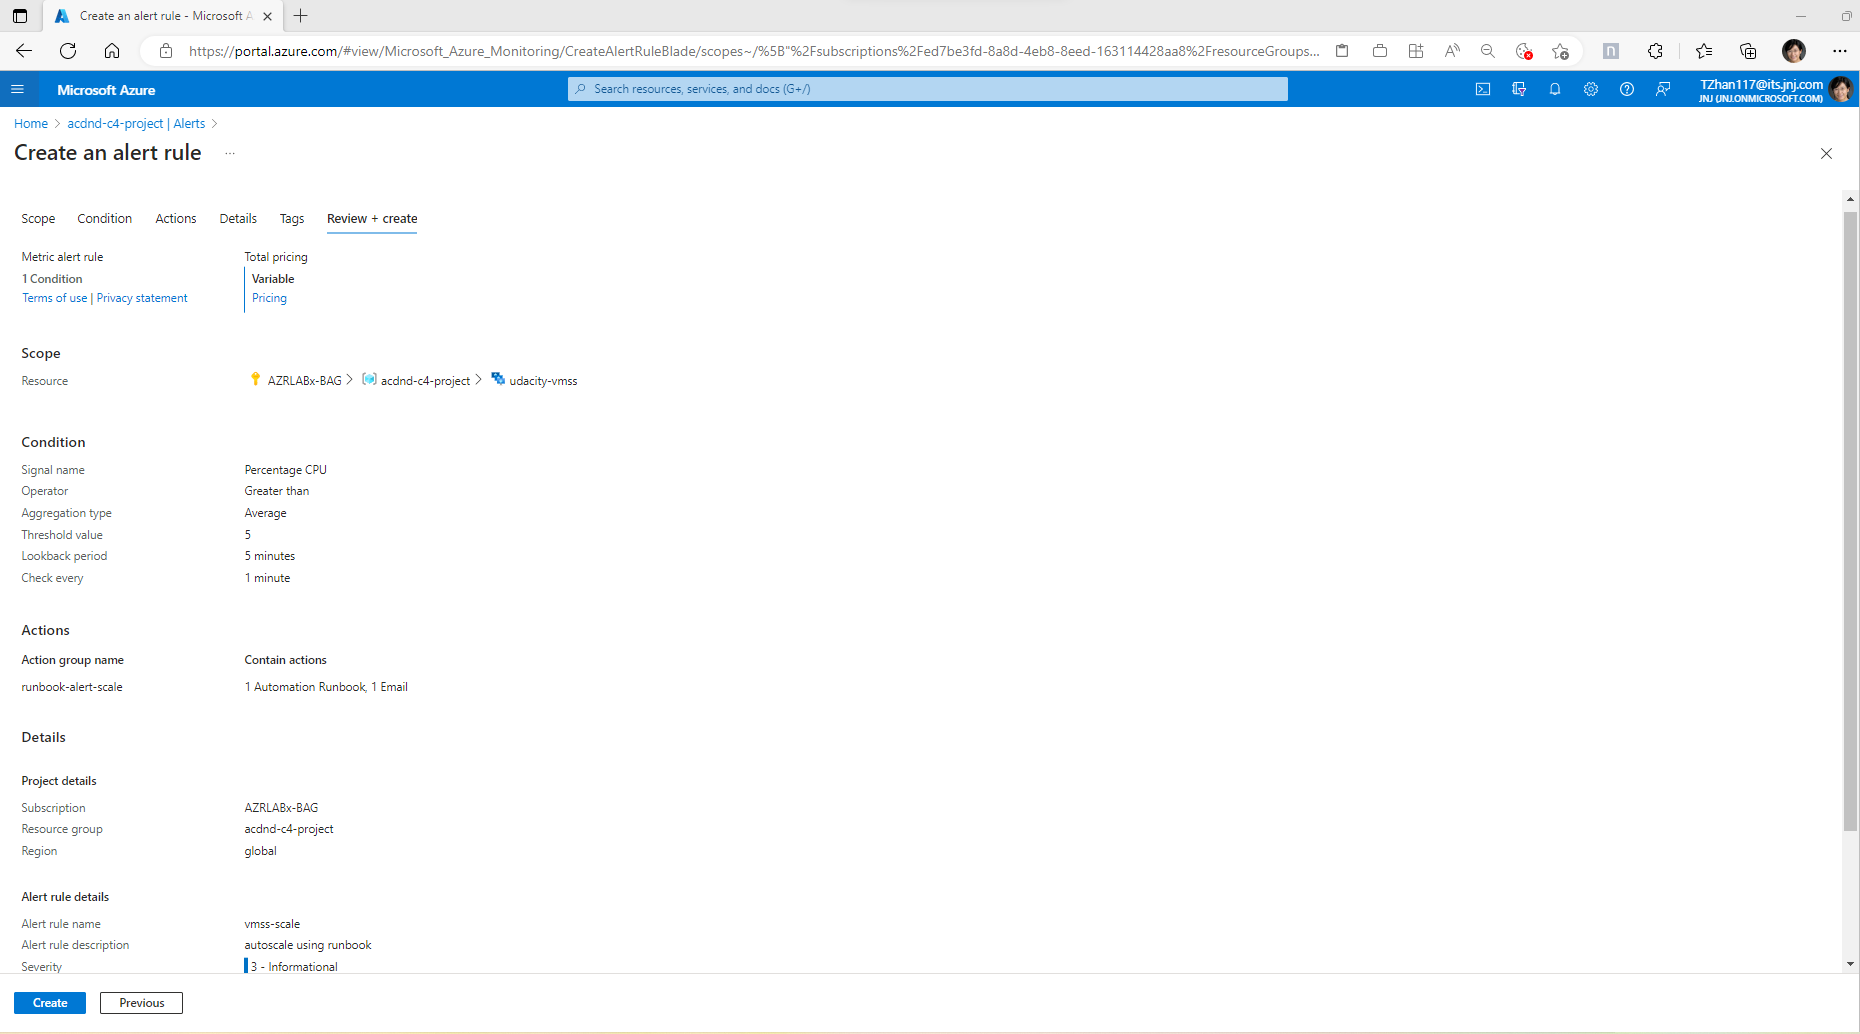 Create an alert rule - Microsoft A
https://portal.azure.com/#view/Microsoft_Azure_Monitoring/CreateAlertRuleBlade/scopes~/%5B"%2Fsubscriptions%2Fed7be3fd-8a8d-4eb8-8eed-163114428aa8%2FresourceGroups...
Microsoft Azure
Search resources, services, and docs (G+/)
TZhan117@its.jnj.com
JNJ (JNJ.ONMICROSOFT.COM)
Home > acdnd-c4-project | Alerts >
Create an alert rule ...
Scope Condition Actions Details Tags Review + create
Metric alert rule Total pricing
1 Condition Variable
Terms of use | Privacy statement Pricing
Scope
Resource AZRLABx-BAG > acdnd-c4-project > udacity-vmss
Condition
Signal name Percentage CPU
Operator Greater than
Aggregation type Average
Threshold value 5
Lookback period 5 minutes
Check every 1 minute
Actions
Action group name Contain actions
runbook-alert-scale 1 Automation Runbook, 1 Email
Details
Project details
Subscription AZRLABx-BAG
Resource group acdnd-c4-project
Region global
Alert rule details
Alert rule name vmss-scale
Alert rule description autoscale using runbook
Severity 3 - Informational
Create Previous